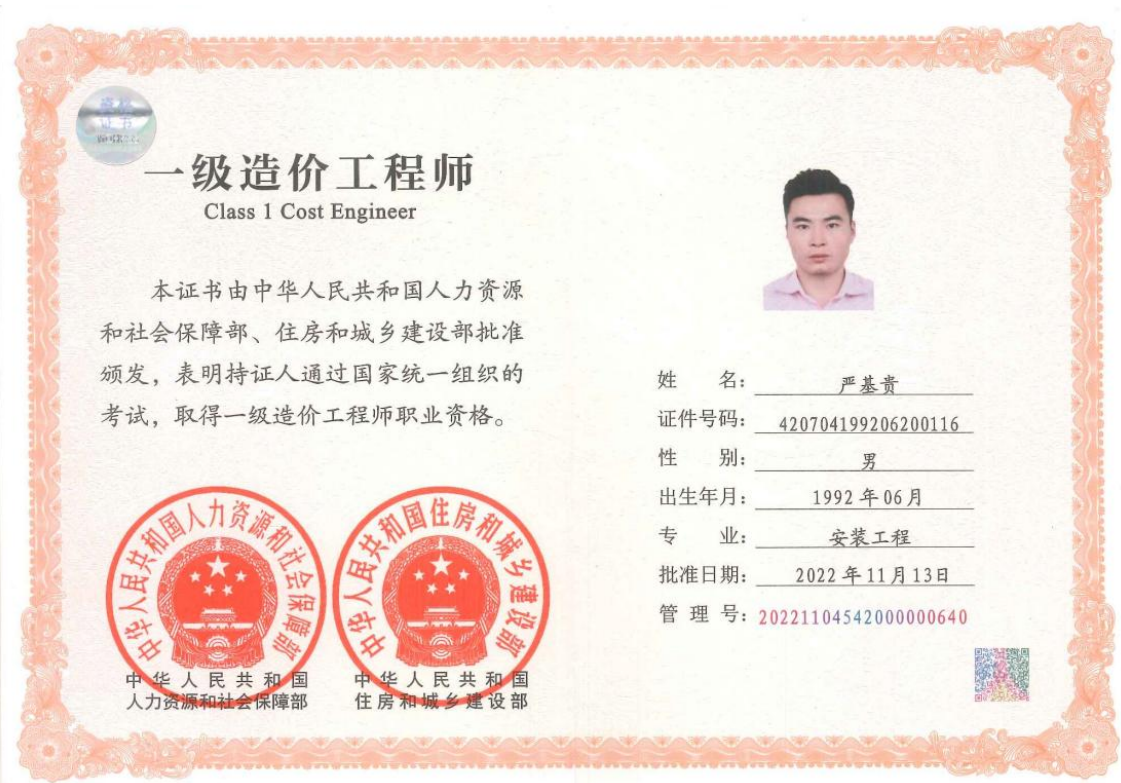 一级造价工程师
Class 1 Cost Engineer
本证书由中华人民共和国人力资源
和社会保障部、住房和城乡建设部批准
颁发，表明持证人通过国家统一组织的
考试，取得一级造价工程师职业资格。
中华人民共和国人力资源和社会保障部
中华人民共和国住房和城乡建设部
中华人民共和国
人力资源和社会保障部
中华人民共和国
住房和城乡建设部
姓名：严基贵
证件号码：420704199206200116
性别：男
出生年月：1992年06月
专业：安装工程
批准日期：2022年11月13日
管理号：20221104542000000640